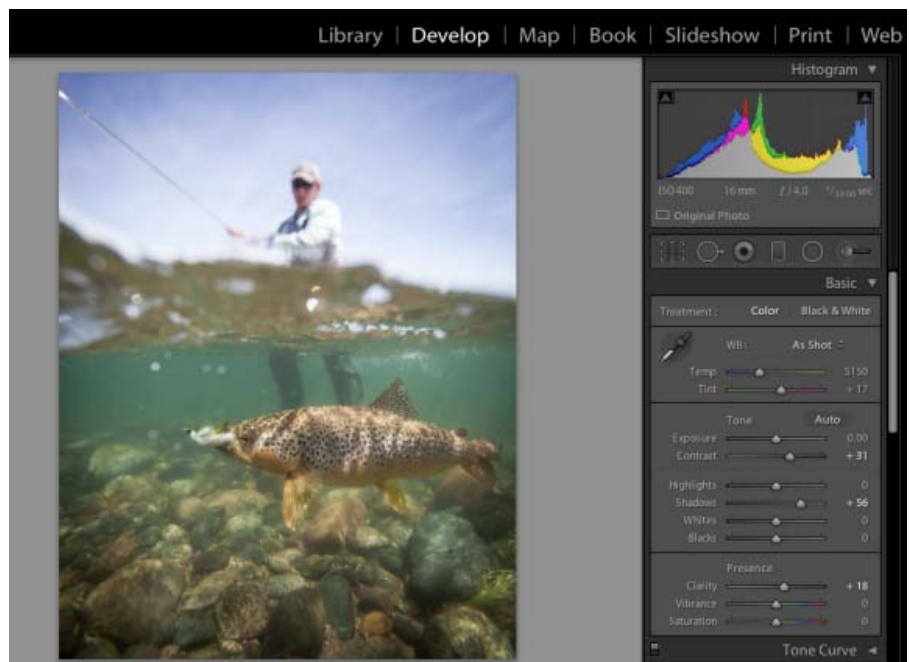 Library | Develop | Map | Book | Slideshow | Print | Web
Histogram
ISO 400 16 mm f / 4.0
Original Photo
Basic
Treatment : Color Black & White
WB : As Shot
Temp 5150
Tint + 17
Tone Auto
Exposure 0.00
Contrast + 31
Highlights 0
Shadows + 56
Whites 0
Blacks 0
Presence
Clarity + 18
Vibrance 0
Saturation 0
Tone Curve